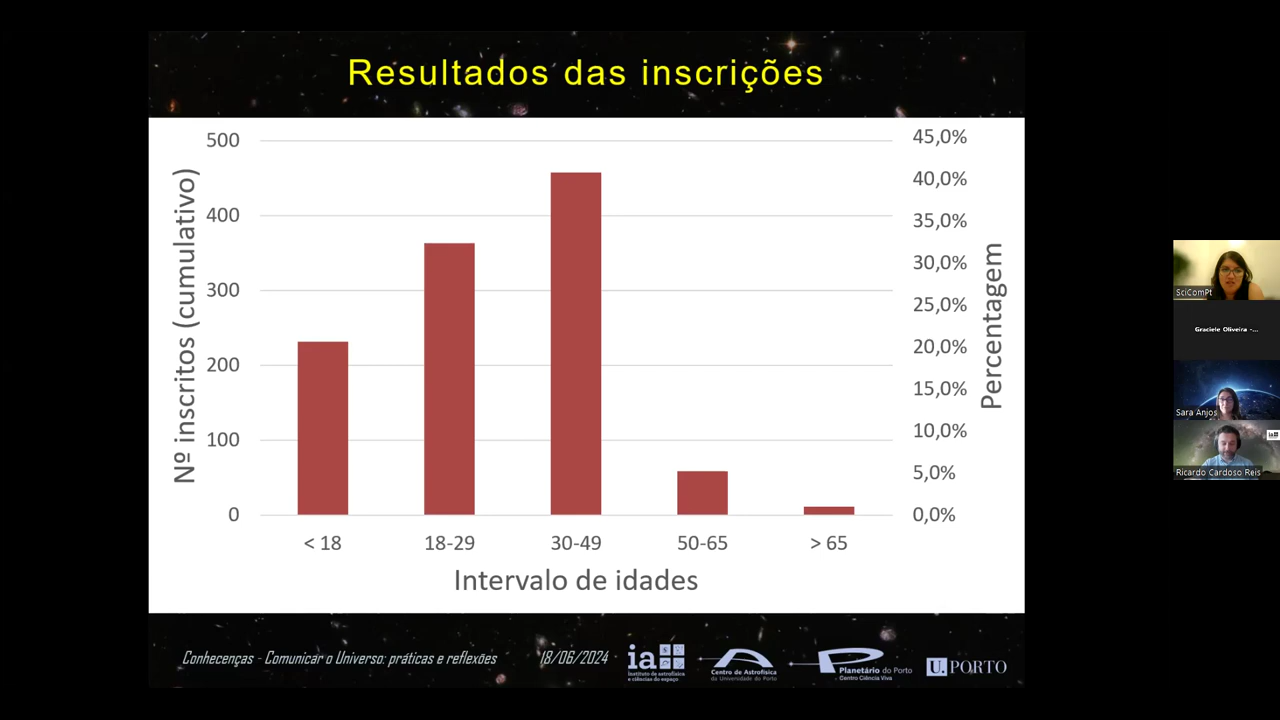 Resultados das inscrições
500
400
300
200
100
0
Nº inscritos (cumulativo)
45,0%
40,0%
35,0%
30,0%
25,0%
20,0%
15,0%
10,0%
5,0%
0,0%
Percentagem
< 18
18-29
30-49
50-65
> 65
Intervalo de idades
Conhecenças - Comunicar o Universo: práticas e reflexões
18/06/2024
ia
instituto de astrofísica
e ciências do espaço
Centro de Astrofísica
da Universidade do Porto
Planetário do Porto
Centro Ciência Viva
U. PORTO
SciComPt
Graciele Oliveira -...
Sara Anjos
ia
Ricardo Cardoso Reis